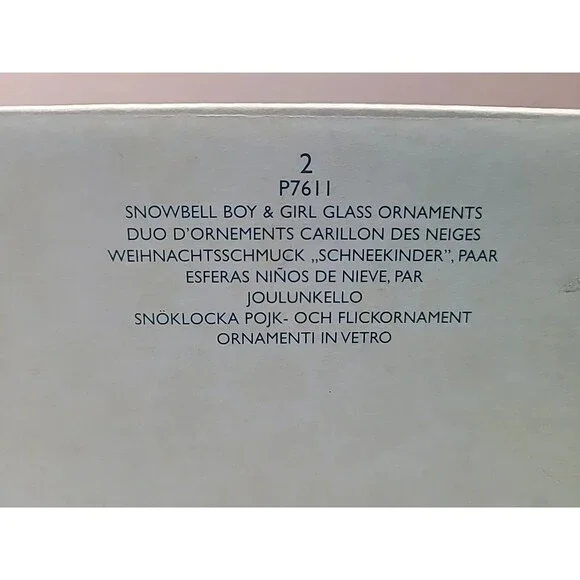 2
P7611
SNOWBELL BOY & GIRL GLASS ORNAMENTS
DUO D'ORNEMENTS CARILLON DES NEIGES
WEIHNACHTSSCHMUCK „SCHNEEKINDER", PAAR
ESFERAS NIÑOS DE NIEVE, PAR
JOULUNKELLO
SNÖKLOCKA POJK- OCH FLICKORNAMENT
ORNAMENTI IN VETRO